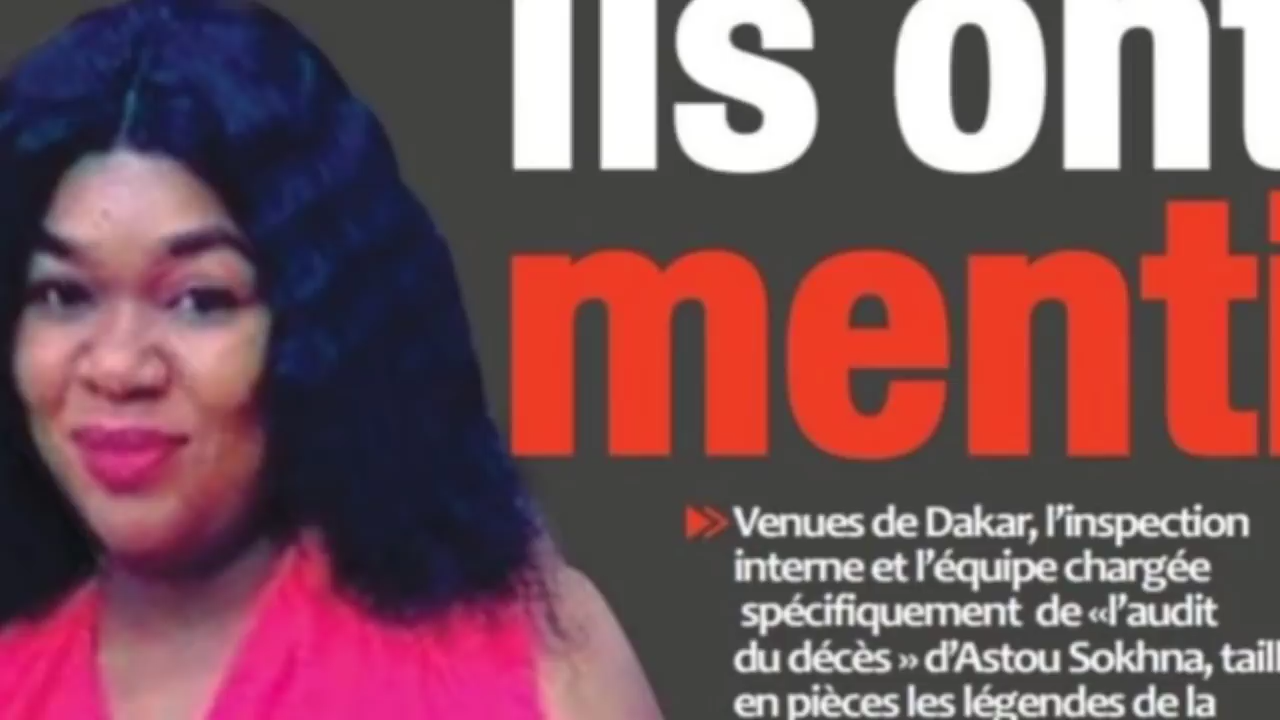 Ils ont
menti
Venues de Dakar, l’inspection
interne et l’équipe chargée
spécifiquement de «l’audit
du décès » d’Astou Sokhna, taill
en pièces les légendes de la